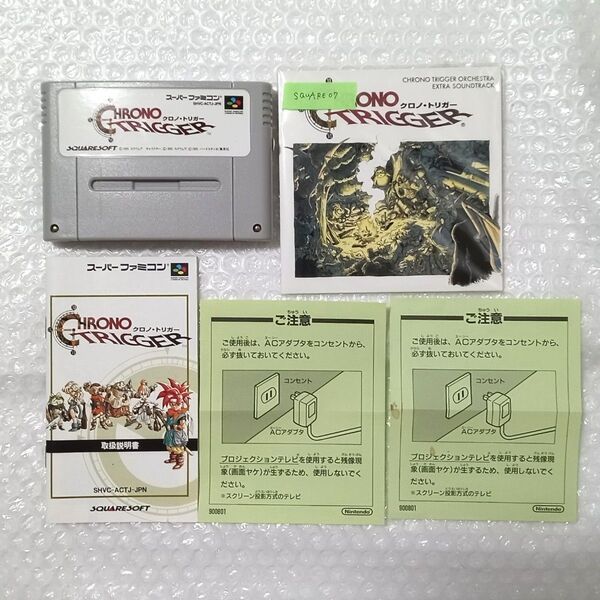 スーパーファミコン
SHVC-ACTJ-JPN
CHRONO
クロノ・トリガー
TRIGGER
SQUARESOFT
CHRONO TRIGGER ORCHESTRA
EXTRA SOUNDTRACK
SQUARE07
CHRONO
クロノ・トリガー
TRIGGER
スーパーファミコン
CHRONO
クロノ・トリガー
TRIGGER
取扱説明書
SHVC-ACTJ-JPN
SQUARESOFT
ご注意
ご使用後は、ACアダプタをコンセントから、
必ず抜いておいてください。
コンセント
ACアダプタ
プロジェクションテレビを使用すると残像現
象(画面ヤケ)が生ずるため、使用しないでく
ださい。
※スクリーン投影方式のテレビ
900801
Nintendo
ご注意
ご使用後は、ACアダプタをコンセントから、
必ず抜いておいてください。
コンセント
ACアダプタ
プロジェクションテレビを使用すると残像現
象(画面ヤケ)が生ずるため、使用しないでく
ださい。
※スクリーン投影方式のテレビ
900801
Nintendo